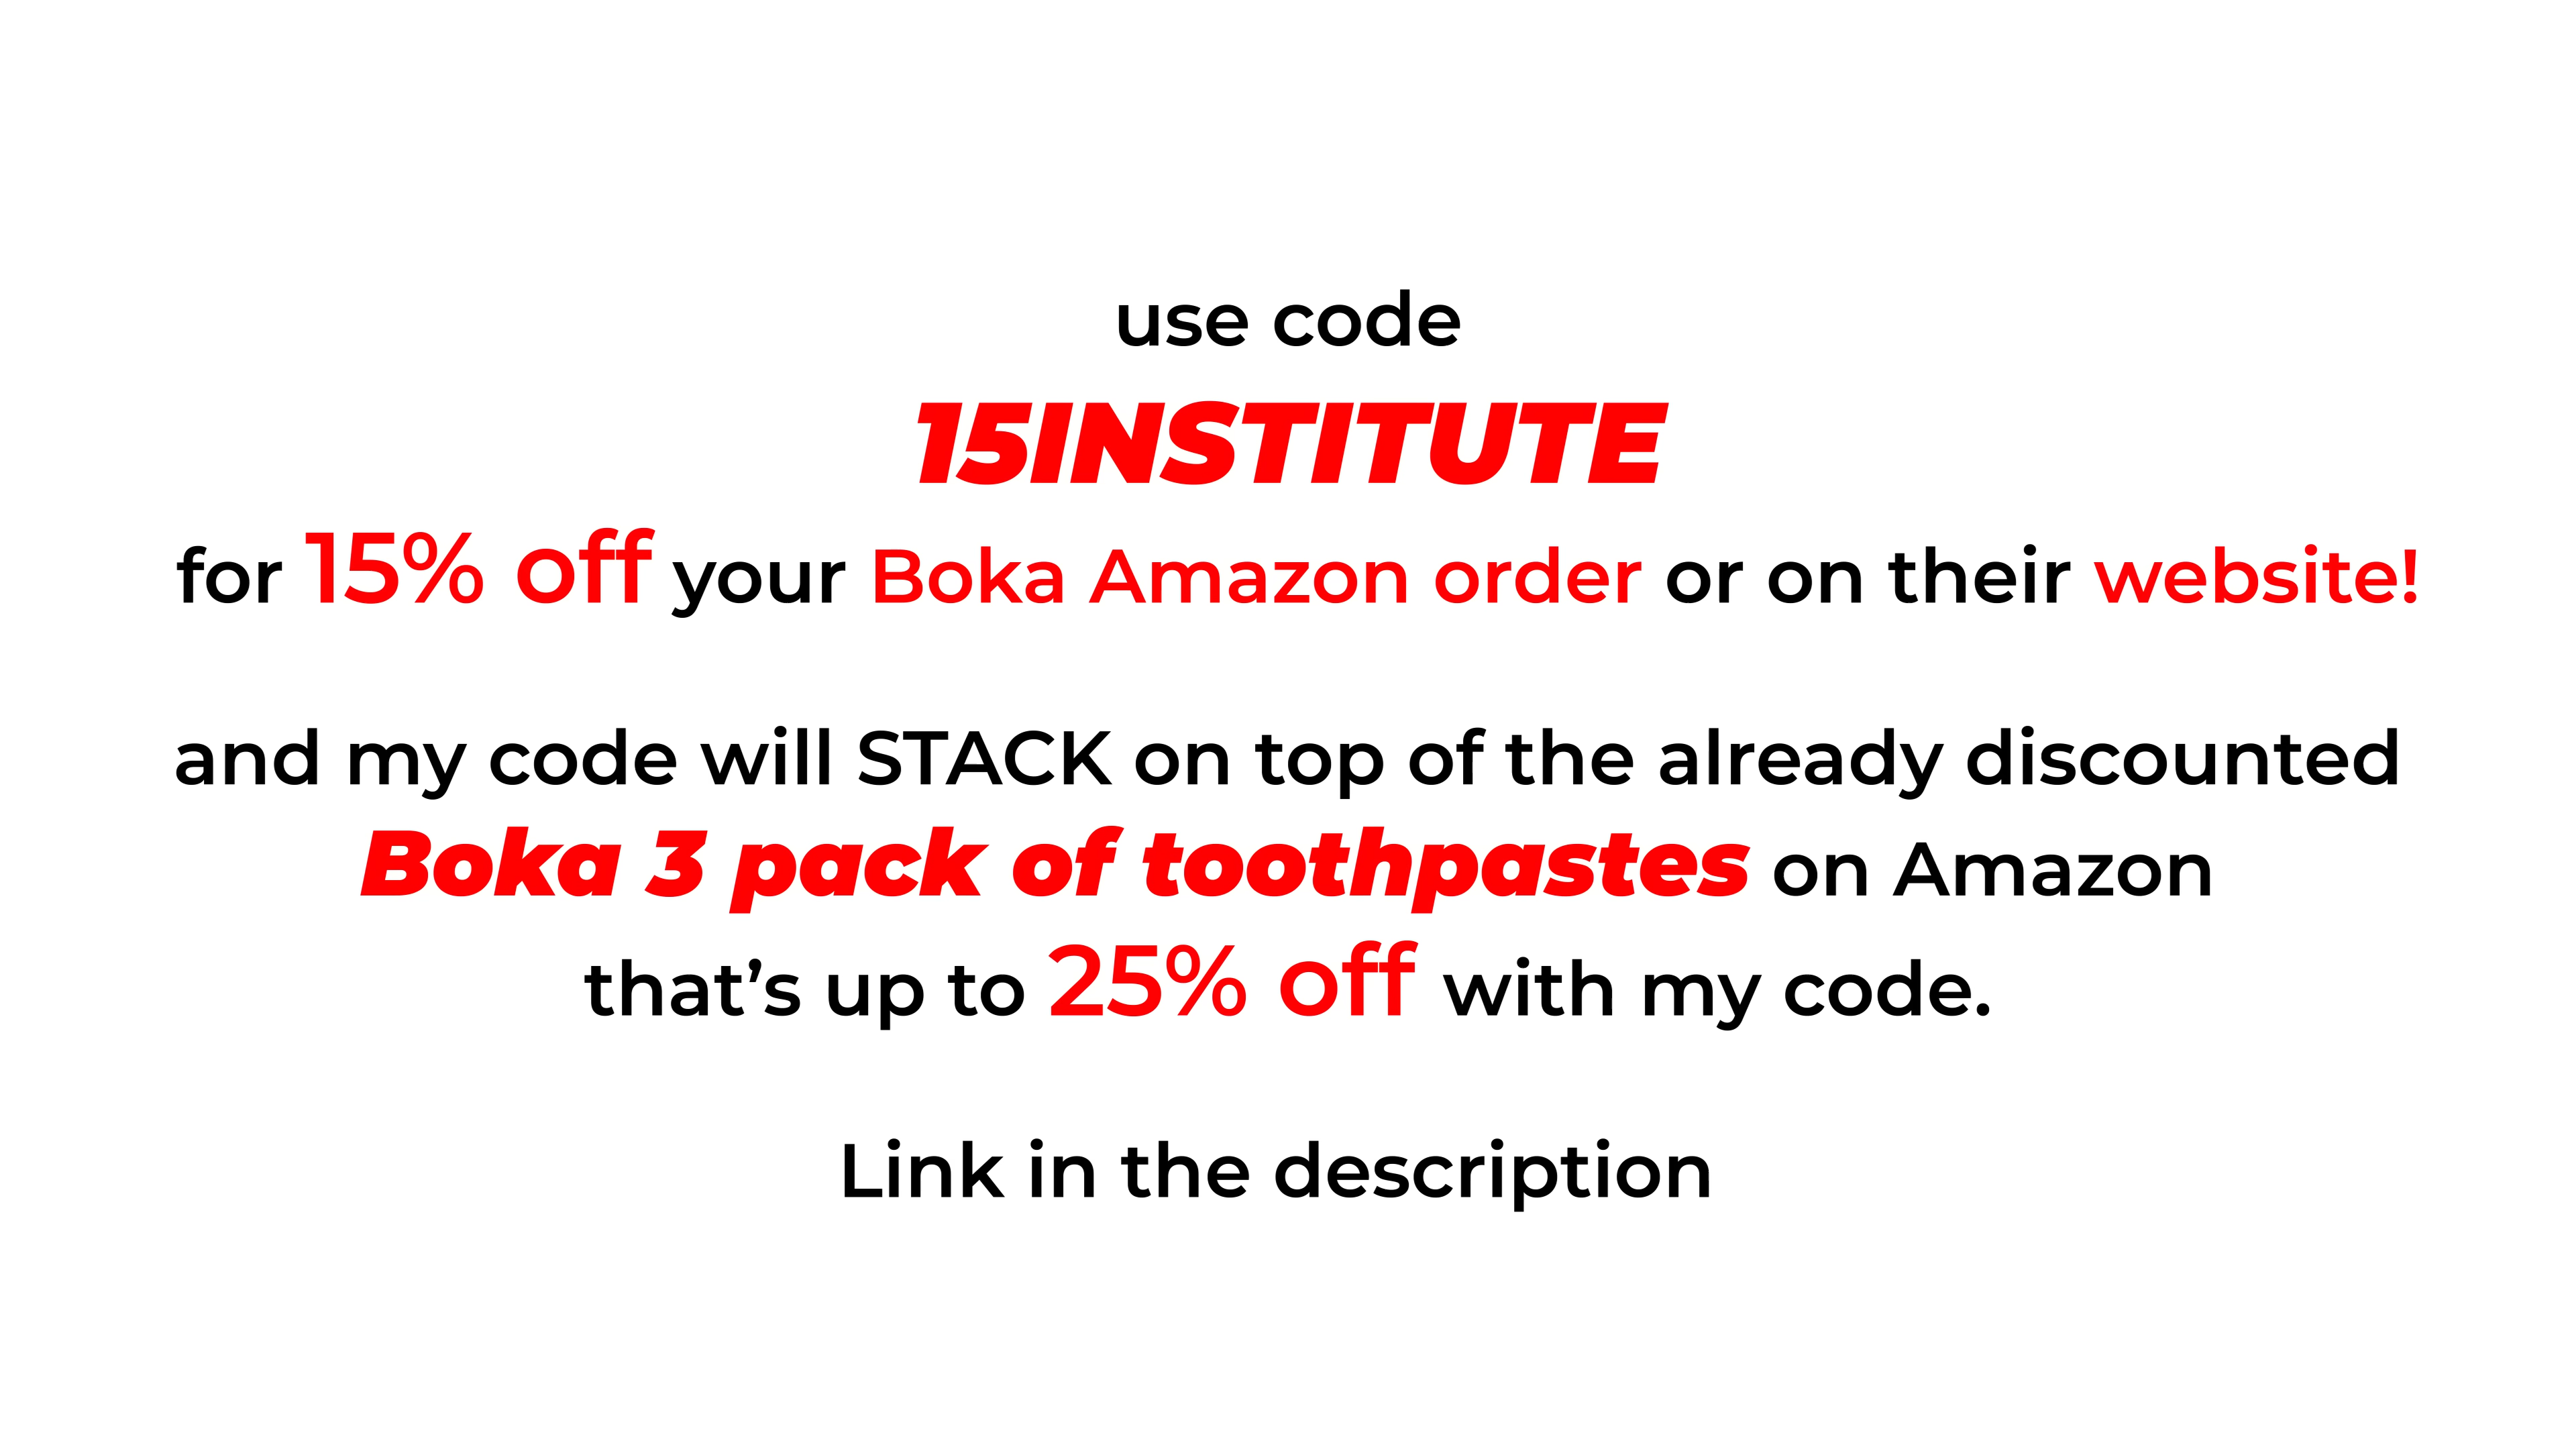 use code
15INSTITUTE
for 15% off your Boka Amazon order or on their website!
and my code will STACK on top of the already discounted
Boka 3 pack of toothpastes on Amazon
that’s up to 25% off with my code.
Link in the description